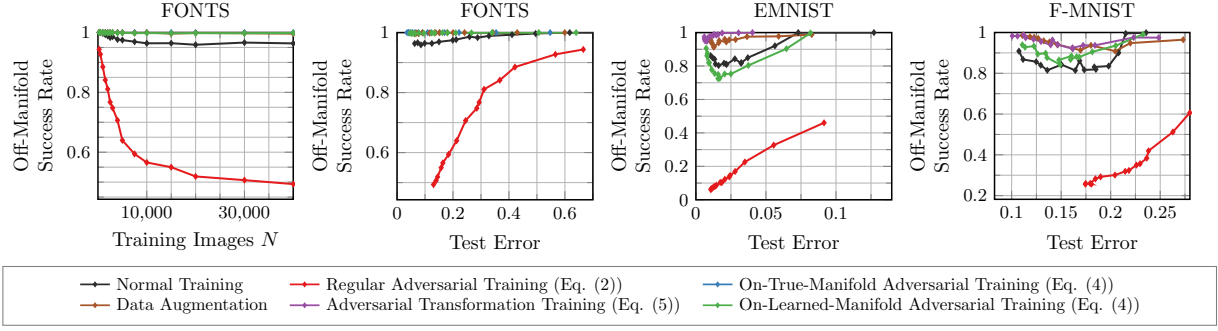 FONTS
Off-Manifold
Success Rate
1
0.8
0.6
10,000 30,000
Training Images N
FONTS
Off-Manifold
Success Rate
1
0.8
0.6
0 0.2 0.4 0.6
Test Error
EMNIST
Off-Manifold
Success Rate
1
0.8
0.6
0.4
0.2
0
0 0.05 0.1
Test Error
F-MNIST
Off-Manifold
Success Rate
1
0.8
0.6
0.4
0.2
0.1 0.15 0.2 0.25
Test Error
Normal Training Regular Adversarial Training (Eq. (2)) On-True-Manifold Adversarial Training (Eq. (4))
Data Augmentation Adversarial Transformation Training (Eq. (5)) On-Learned-Manifold Adversarial Training (Eq. (4))